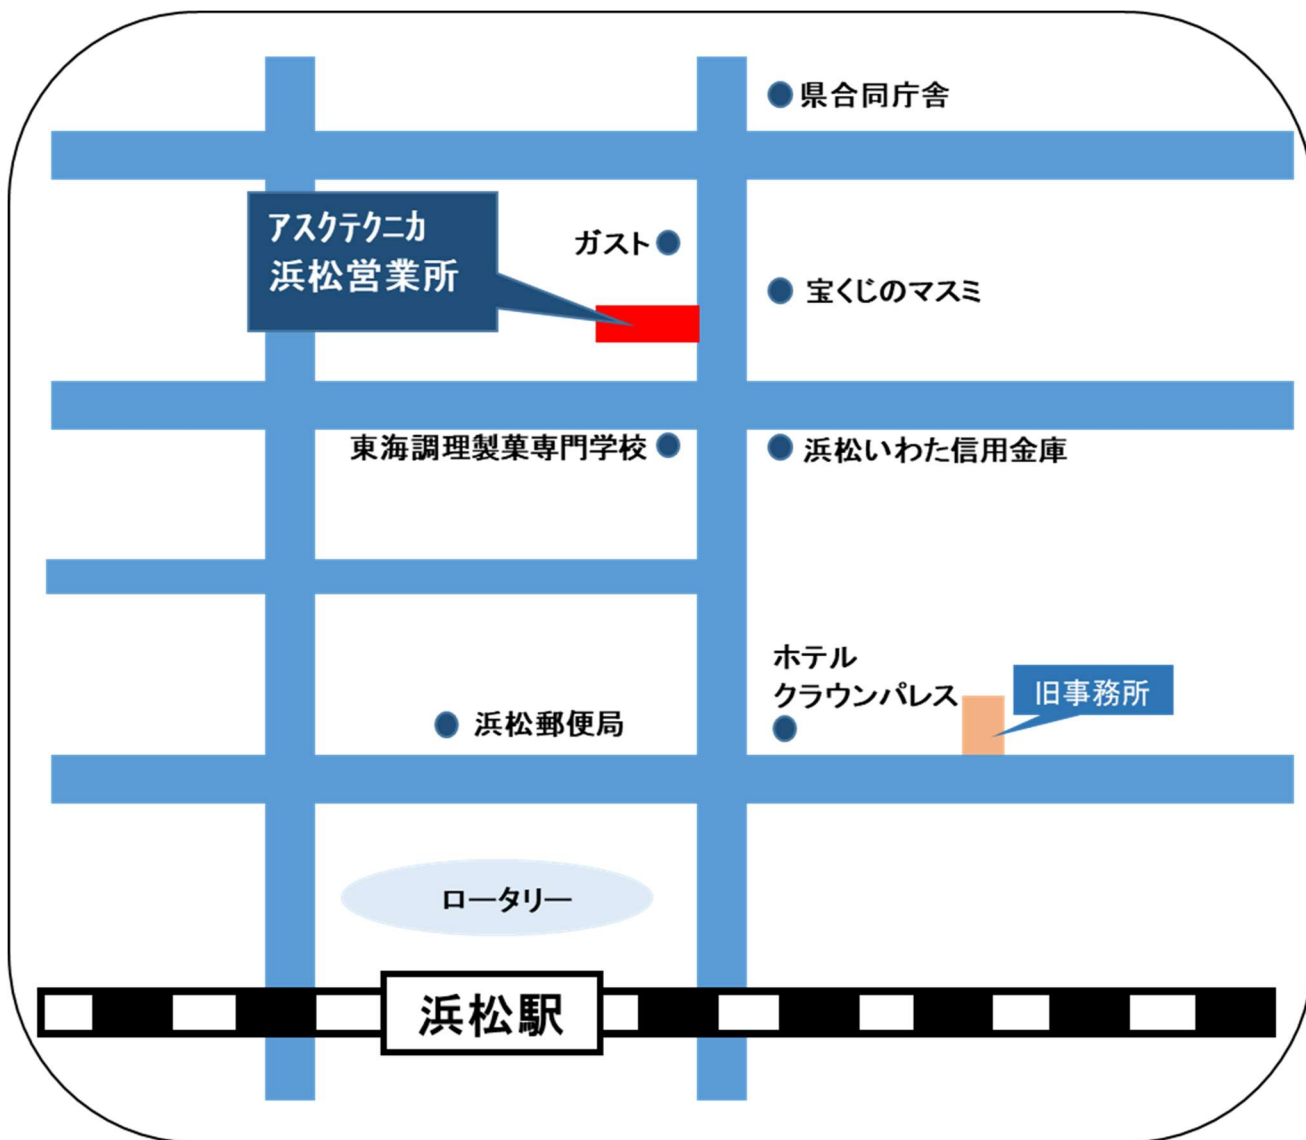 県合同庁舎
アスクテクニカ
浜松営業所
ガスト
宝くじのマスミ
東海調理製菓専門学校
浜松いわた信用金庫
ホテル
クラウンパレス
旧事務所
浜松郵便局
ロータリー
浜松駅